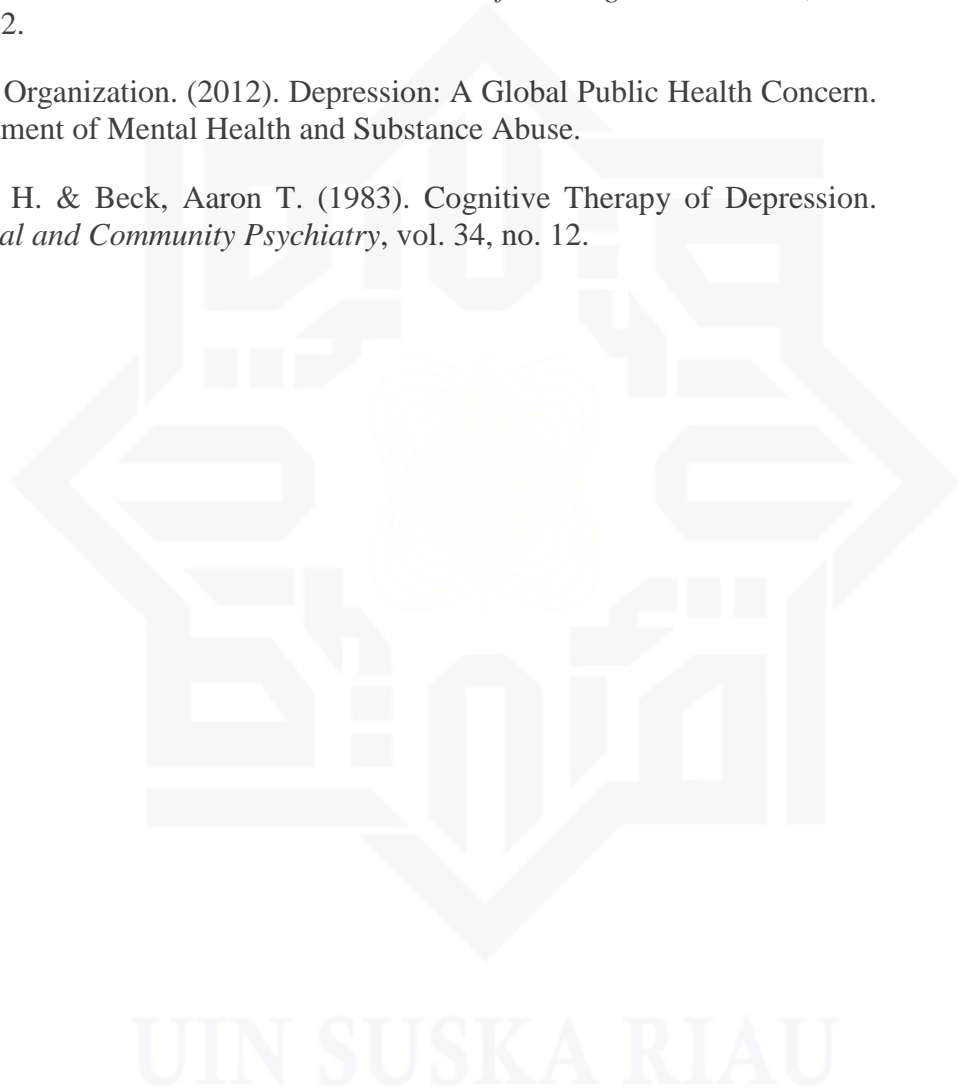 2.
Organization. (2012). Depression: A Global Public Health Concern.
ment of Mental Health and Substance Abuse.
H. & Beck, Aaron T. (1983). Cognitive Therapy of Depression.
al and Community Psychiatry, vol. 34, no. 12.
UIN SUSKA RIAU